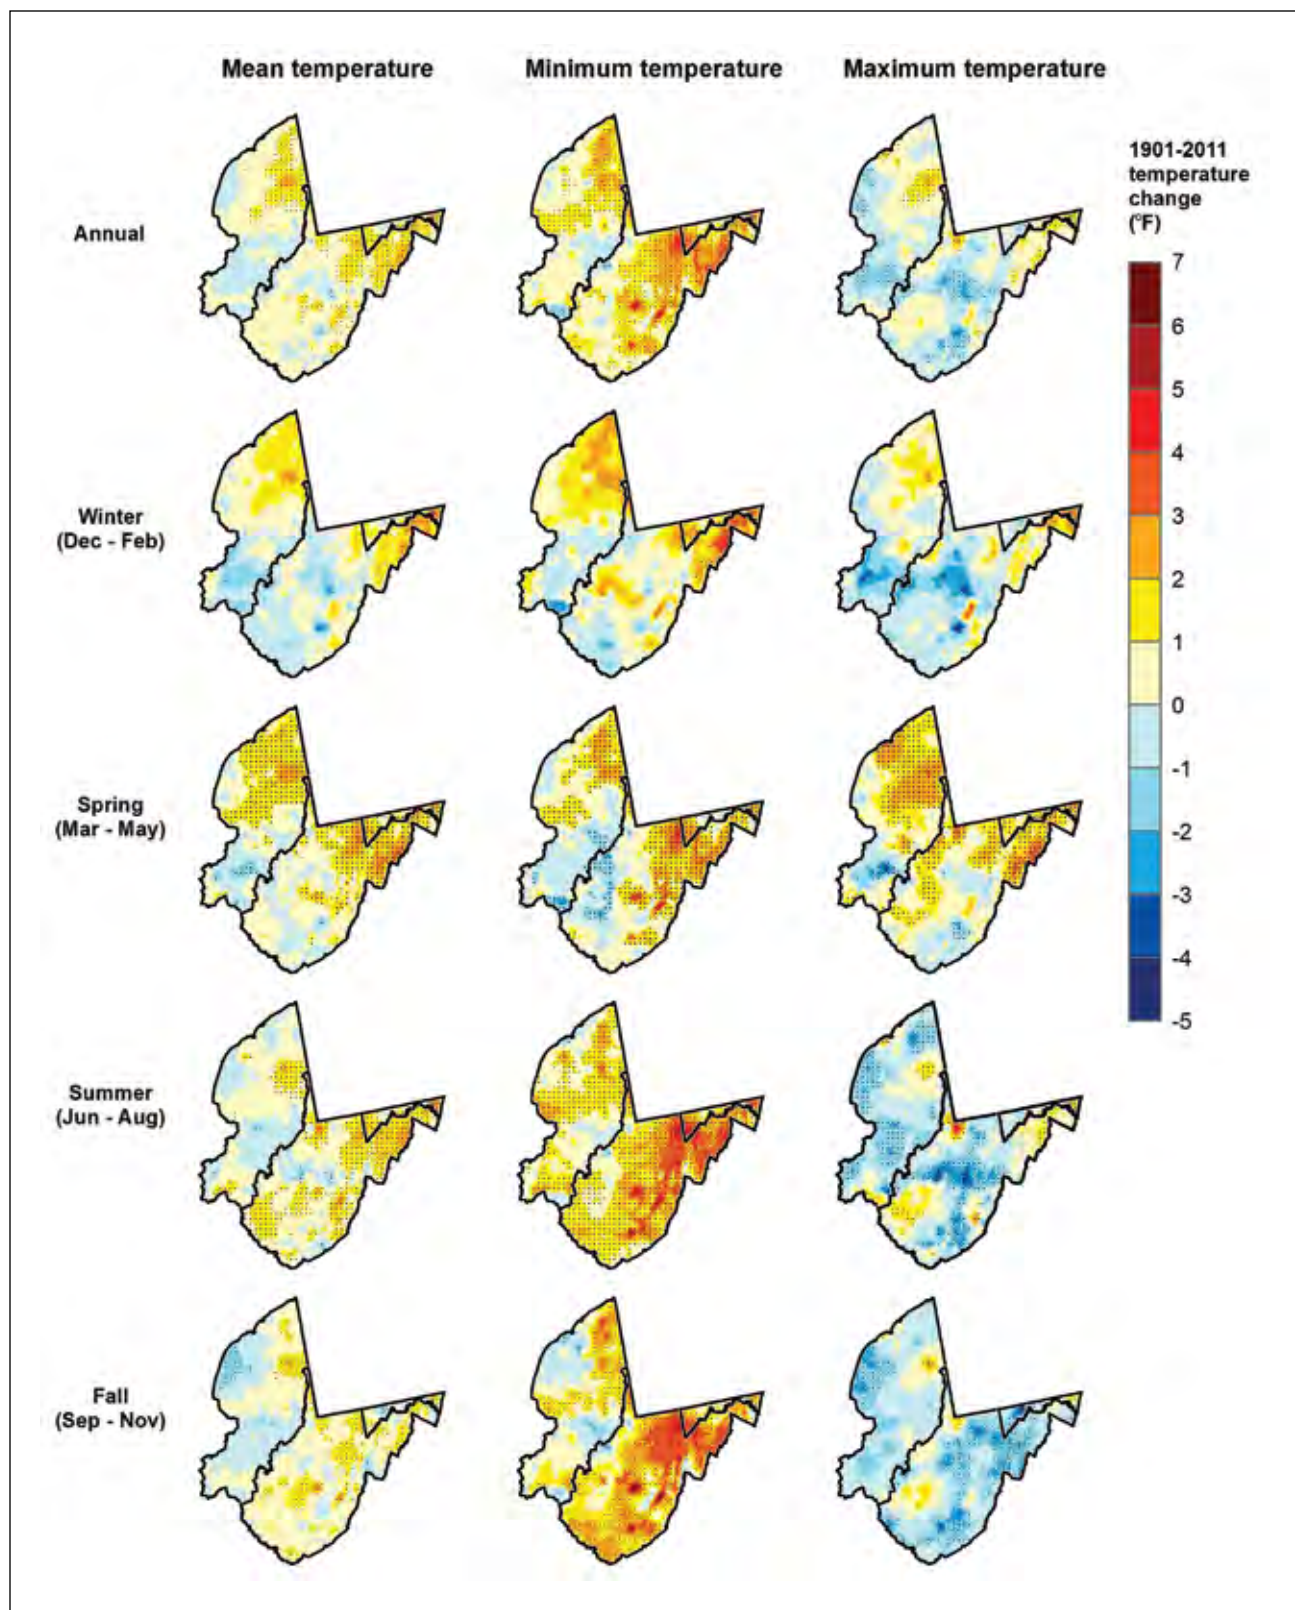 Mean temperature
Minimum temperature
Maximum temperature
1901-2011
temperature
change
(°F)
7
6
5
4
3
2
1
0
-1
-2
-3
-4
-5
Annual
Winter
(Dec - Feb)
Spring
(Mar - May)
Summer
(Jun - Aug)
Fall
(Sep - Nov)